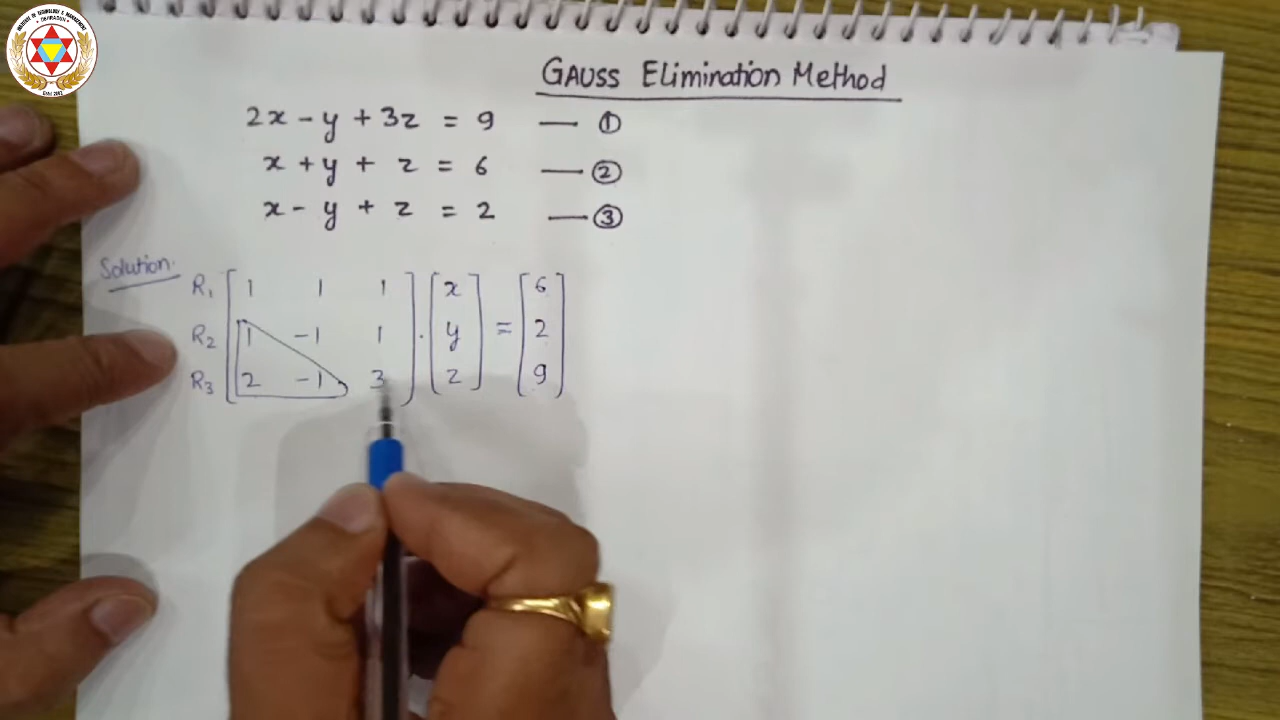 GAUSS Elimination Method
2x - y + 3z = 9 — ①
x + y + z = 6 — ②
x - y + z = 2 — ③
Solution.
R₁ [ 1 1 1 ] [ x ] [ 6 ]
R₂ [ 1 -1 1 ] . [ y ] = [ 2 ]
R₃ [ 2 -1 3 ] [ z ] [ 9 ]